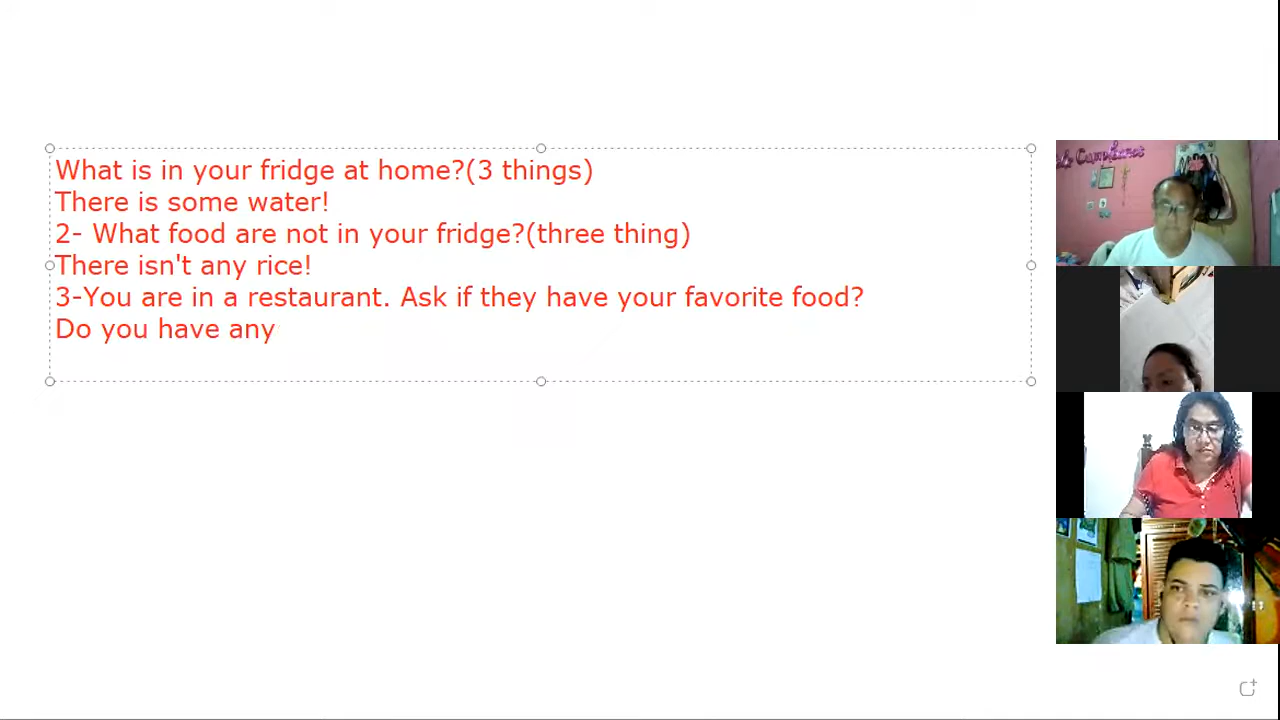 What is in your fridge at home?(3 things)
There is some water!
2- What food are not in your fridge?(three thing)
There isn't any rice!
3-You are in a restaurant. Ask if they have your favorite food?
Do you have any